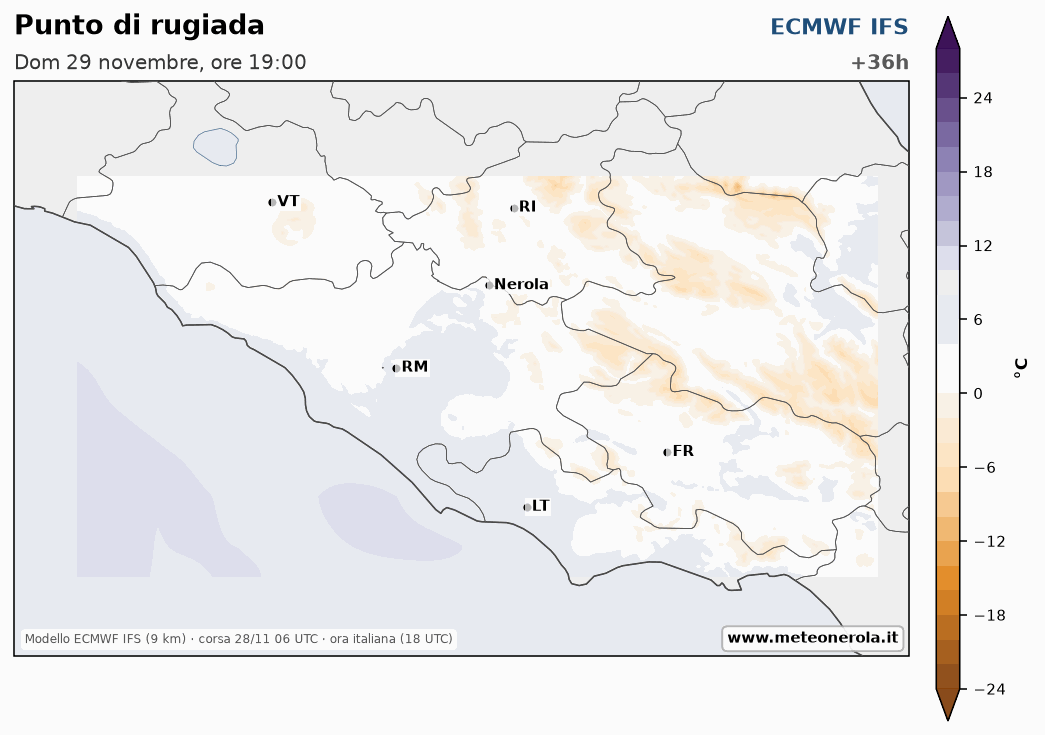 Punto di rugiada
ECMWF IFS
Dom 29 novembre, ore 19:00
+36h
VT
RI
Nerola
RM
FR
LT
24
18
12
6
0
−6
−12
−18
−24
°C
Modello ECMWF IFS (9 km) · corsa 28/11 06 UTC · ora italiana (18 UTC)
www.meteonerola.it